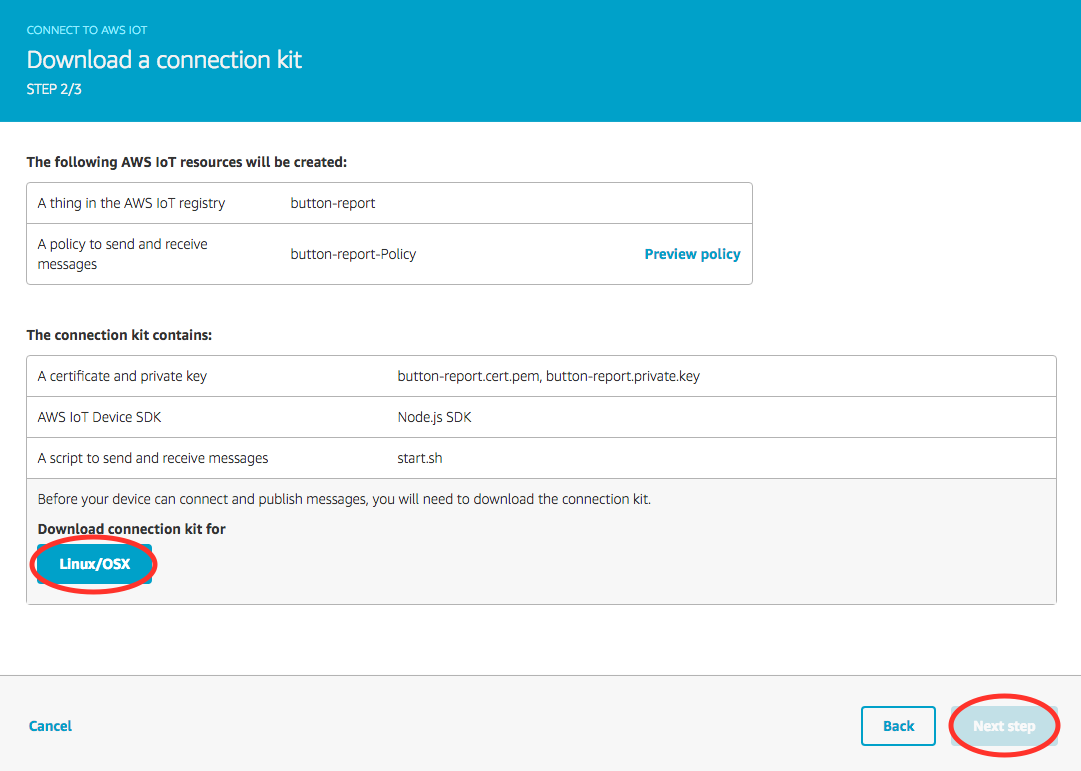 CONNECT TO AWS IOT
Download a connection kit
STEP 2/3
The following AWS IoT resources will be created:
A thing in the AWS IoT registry button-report
A policy to send and receive
messages button-report-Policy Preview policy
The connection kit contains:
A certificate and private key button-report.cert.pem, button-report.private.key
AWS IoT Device SDK Node.js SDK
A script to send and receive messages start.sh
Before your device can connect and publish messages, you will need to download the connection kit.
Download connection kit for
Linux/OSX
Cancel Back Next step